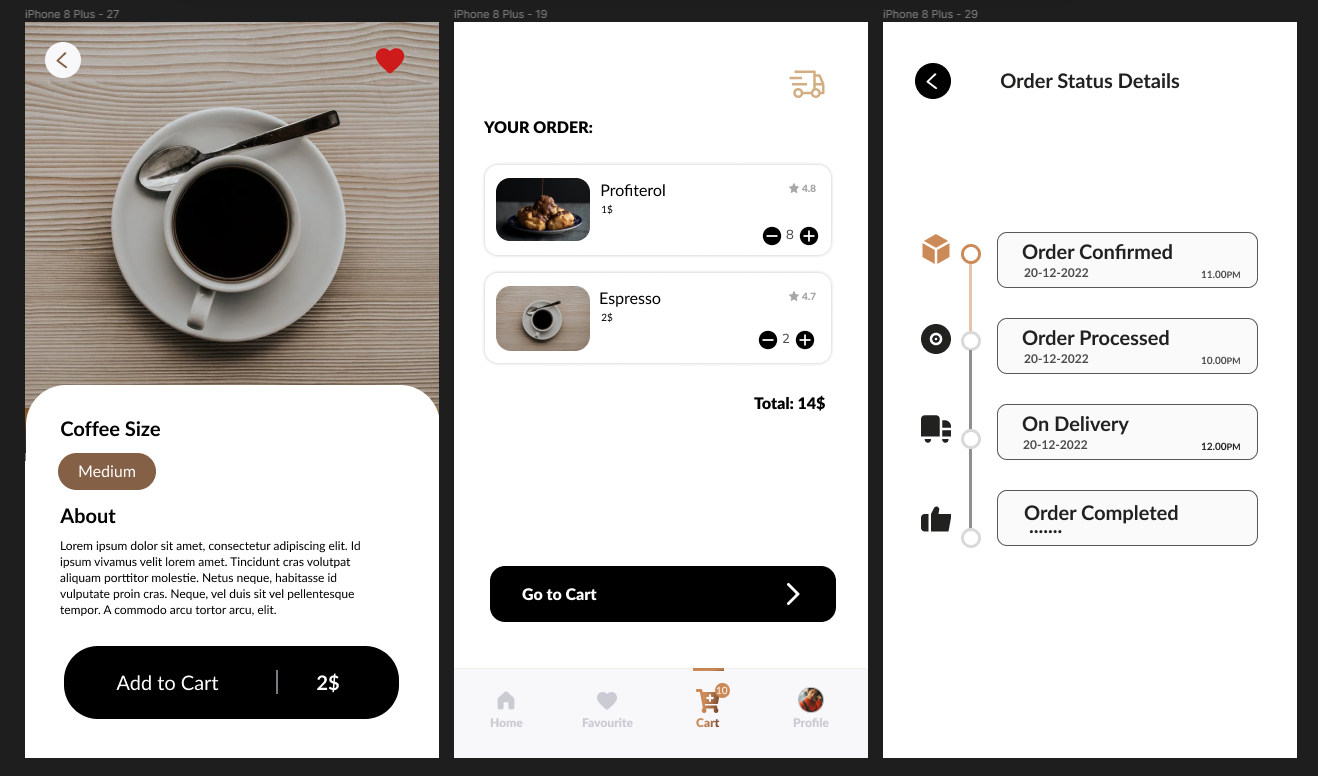 iPhone 8 Plus - 27
Coffee Size
Medium
About
Lorem ipsum dolor sit amet, consectetur adipiscing elit. Id
ipsum vivamus velit lorem amet. Tincidunt cras volutpat
aliquam porttitor molestie. Netus neque, habitasse id
vulputate proin cras. Neque, vel duis sit vel pellentesque
tempor. A commodo arcu tortor arcu, elit.
Add to Cart | 2$
iPhone 8 Plus - 19
YOUR ORDER:
Profiterol
4.8
1$
8
Espresso
4.7
2$
2
Total: 14$
Go to Cart
10
Home
Favourite
Cart
Profile
iPhone 8 Plus - 29
Order Status Details
Order Confirmed
20-12-2022
11.00PM
Order Processed
20-12-2022
10.00PM
On Delivery
20-12-2022
12.00PM
Order Completed
.......